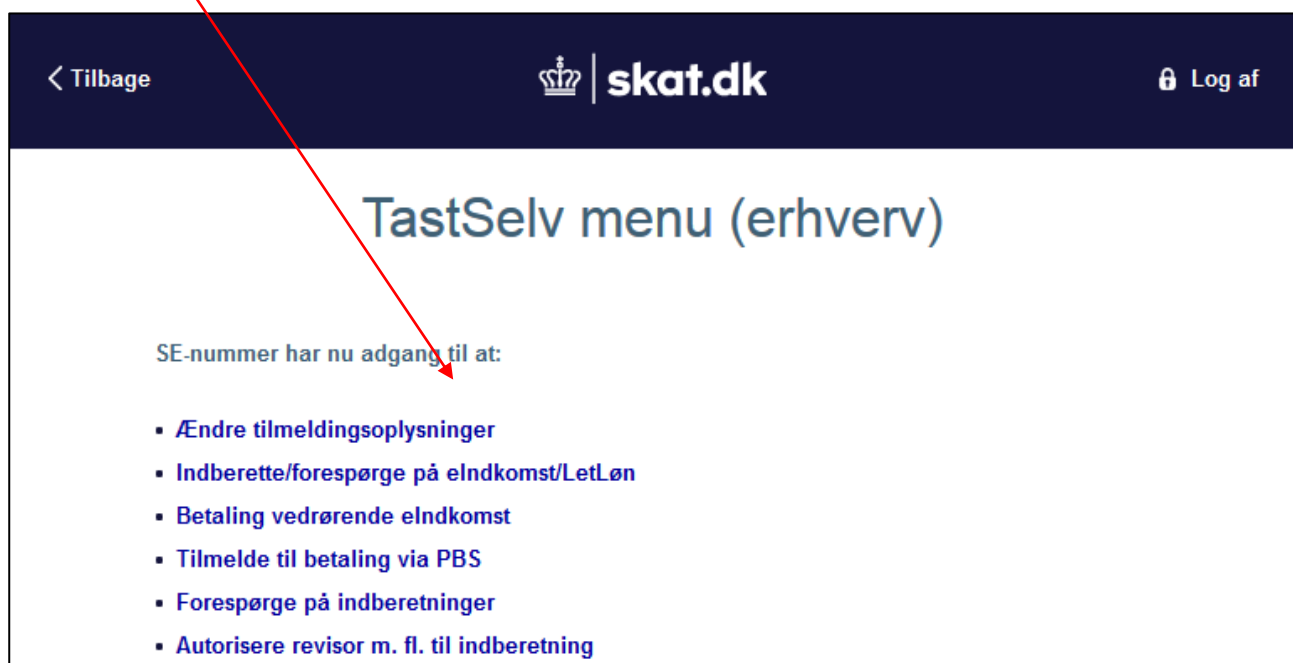 Tilbage
skat.dk
Log af
TastSelv menu (erhverv)
SE-nummer har nu adgang til at:
▪ Ændre tilmeldingsoplysninger
▪ Indberette/forespørge på eIndkomst/LetLøn
▪ Betaling vedrørende eIndkomst
▪ Tilmelde til betaling via PBS
▪ Forespørge på indberetninger
▪ Autorisere revisor m. fl. til indberetning